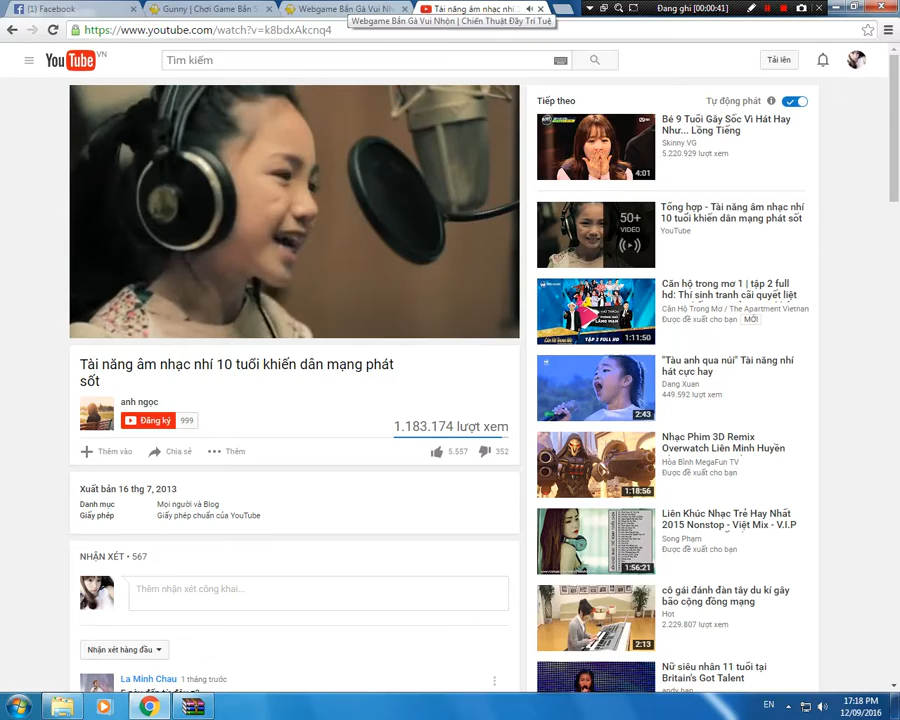 (1) Facebook
Gunny | Chơi Game Bắn S
Webgame Bắn Gà Vui Nhộn
Tài năng âm nhạc nhí
Đang ghi [00:00:41]
Webgame Bắn Gà Vui Nhộn | Chiến Thuật Đầy Trí Tuệ
https://www.youtube.com/watch?v=k8bdxAkcnq4
YouTube VN
Tìm kiếm
Tải lên
Tiếp theo
Tự động phát
Bé 9 Tuổi Gây Sốc Vì Hát Hay
Như... Lồng Tiếng
Skinny VG
5.220.929 lượt xem
4:01
Tổng hợp - Tài năng âm nhạc nhí
10 tuổi khiến dân mạng phát sốt
YouTube
50+
VIDEO
Căn hộ trong mơ 1 | tập 2 full
hd: Thí sinh tranh cãi quyết liệt
Căn Hộ Trong Mơ / The Apartment Vietnam
Được đề xuất cho bạn MỚI
TẬP 2 FULL
1:11:50
"Tàu anh qua núi" Tài năng nhí
hát cực hay
Dang Xuan
449.592 lượt xem
2:43
Nhạc Phim 3D Remix
Overwatch Liên Minh Huyền
Hòa Bình MegaFun TV
Được đề xuất cho bạn
1:18:56
Liên Khúc Nhạc Trẻ Hay Nhất
2015 Nonstop - Việt Mix - V.I.P
Song Phạm
Được đề xuất cho bạn
1:56:21
cô gái đánh đàn tây du kí gây
bão cộng đồng mạng
Hot
2.229.807 lượt xem
2:13
Nữ siêu nhân 11 tuổi tại
Britain's Got Talent
Tài năng âm nhạc nhí 10 tuổi khiến dân mạng phát
sốt
anh ngọc
Đăng ký 999
1.183.174 lượt xem
Thêm vào
Chia sẻ
Thêm
5.557
352
Xuất bản 16 thg 7, 2013
Danh mục Mọi người và Blog
Giấy phép Giấy phép chuẩn của YouTube
NHẬN XÉT • 567
Thêm nhận xét công khai...
Nhận xét hàng đầu
La Minh Chau 1 tháng trước
EN
17:18 PM
12/09/2016